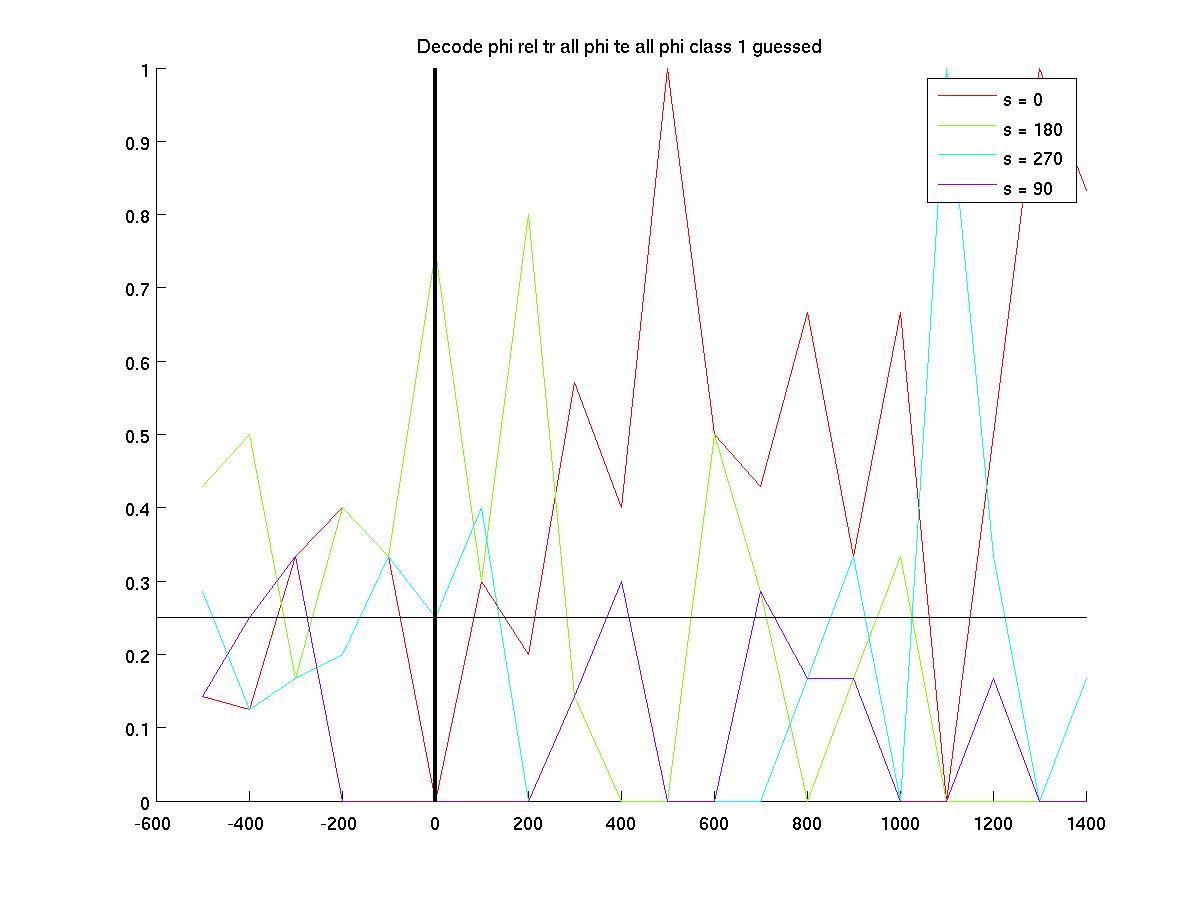 Decode phi rel tr all phi te all phi class 1 guessed
1
s = 0
s = 180
0.9
s = 270
s = 90
0.8
0.7
0.6
0.5
0.4
0.3
0.2
0.1
0
-600 -400 -200 0 200 400 600 800 1000 1200 1400